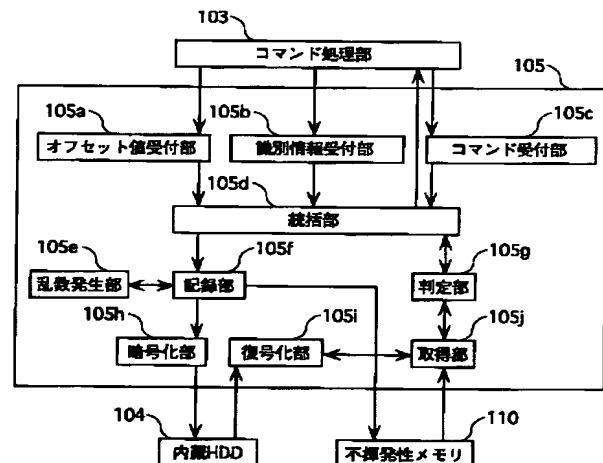 103
コマンド処理部
105
105a
105b
105c
オフセット値受付部
識別情報受付部
コマンド受付部
105d
統括部
105e
105f
105g
乱数発生部
記録部
判定部
105h
105i
105j
暗号化部
復号化部
取得部
104
110
内蔵HDD
不揮発性メモリ